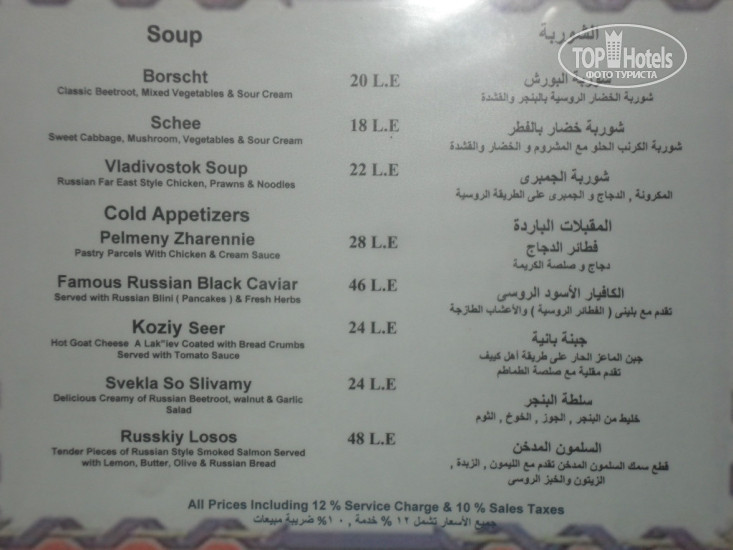 Soup
الشوربة
TOP Hotels
ФОТО ТУРИСТА
Borscht
20 L.E
شوربة البورش
Classic Beetroot, Mixed Vegetables & Sour Cream
شوربة الخضار الروسية بالبنجر والقشدة
Schee
18 L.E
شوربة خضار بالفطر
Sweet Cabbage, Mushroom, Vegetables & Sour Cream
شوربة الكرنب الحلو مع المشروم و الخضار والقشدة
Vladivostok Soup
22 L.E
شوربة الجمبرى
Russian Far East Style Chicken, Prawns & Noodles
المكرونة , الدجاج و الجمبرى على الطريقة الروسية
Cold Appetizers
المقبلات الباردة
Pelmeny Zharennie
28 L.E
فطائر الدجاج
Pastry Parcels With Chicken & Cream Sauce
دجاج و صلصة الكريمة
Famous Russian Black Caviar
46 L.E
الكافيار الأسود الروسى
Served with Russian Blini ( Pancakes ) & Fresh Herbs
تقدم مع بلينى ( الفطائر الروسية ) والأعشاب الطازجة
Koziy Seer
24 L.E
جبنة بانية
Hot Goat Cheese A Lak"iev Coated with Bread Crumbs
جبن الماعز الحار على طريقة أهل كييف
Served with Tomato Sauce
تقدم مقلية مع صلصة الطماطم
Svekla So Slivamy
24 L.E
سلطة البنجر
Delicious Creamy of Russian Beetroot, walnut & Garlic
Salad
خليط من البنجر , الجوز , الخوخ , الثوم
Russkiy Losos
48 L.E
السلمون المدخن
Tender Pieces of Russian Style Smoked Salmon Served
قطع سمك السلمون المدخن تقدم مع الليمون , الزبدة ,
with Lemon, Butter, Olive & Russian Bread
الزيتون والخبز الروسى
All Prices Including 12 % Service Charge & 10 % Sales Taxes
جميع الأسعار تشمل ١٢ % خدمة , ١٠% ضريبة مبيعات